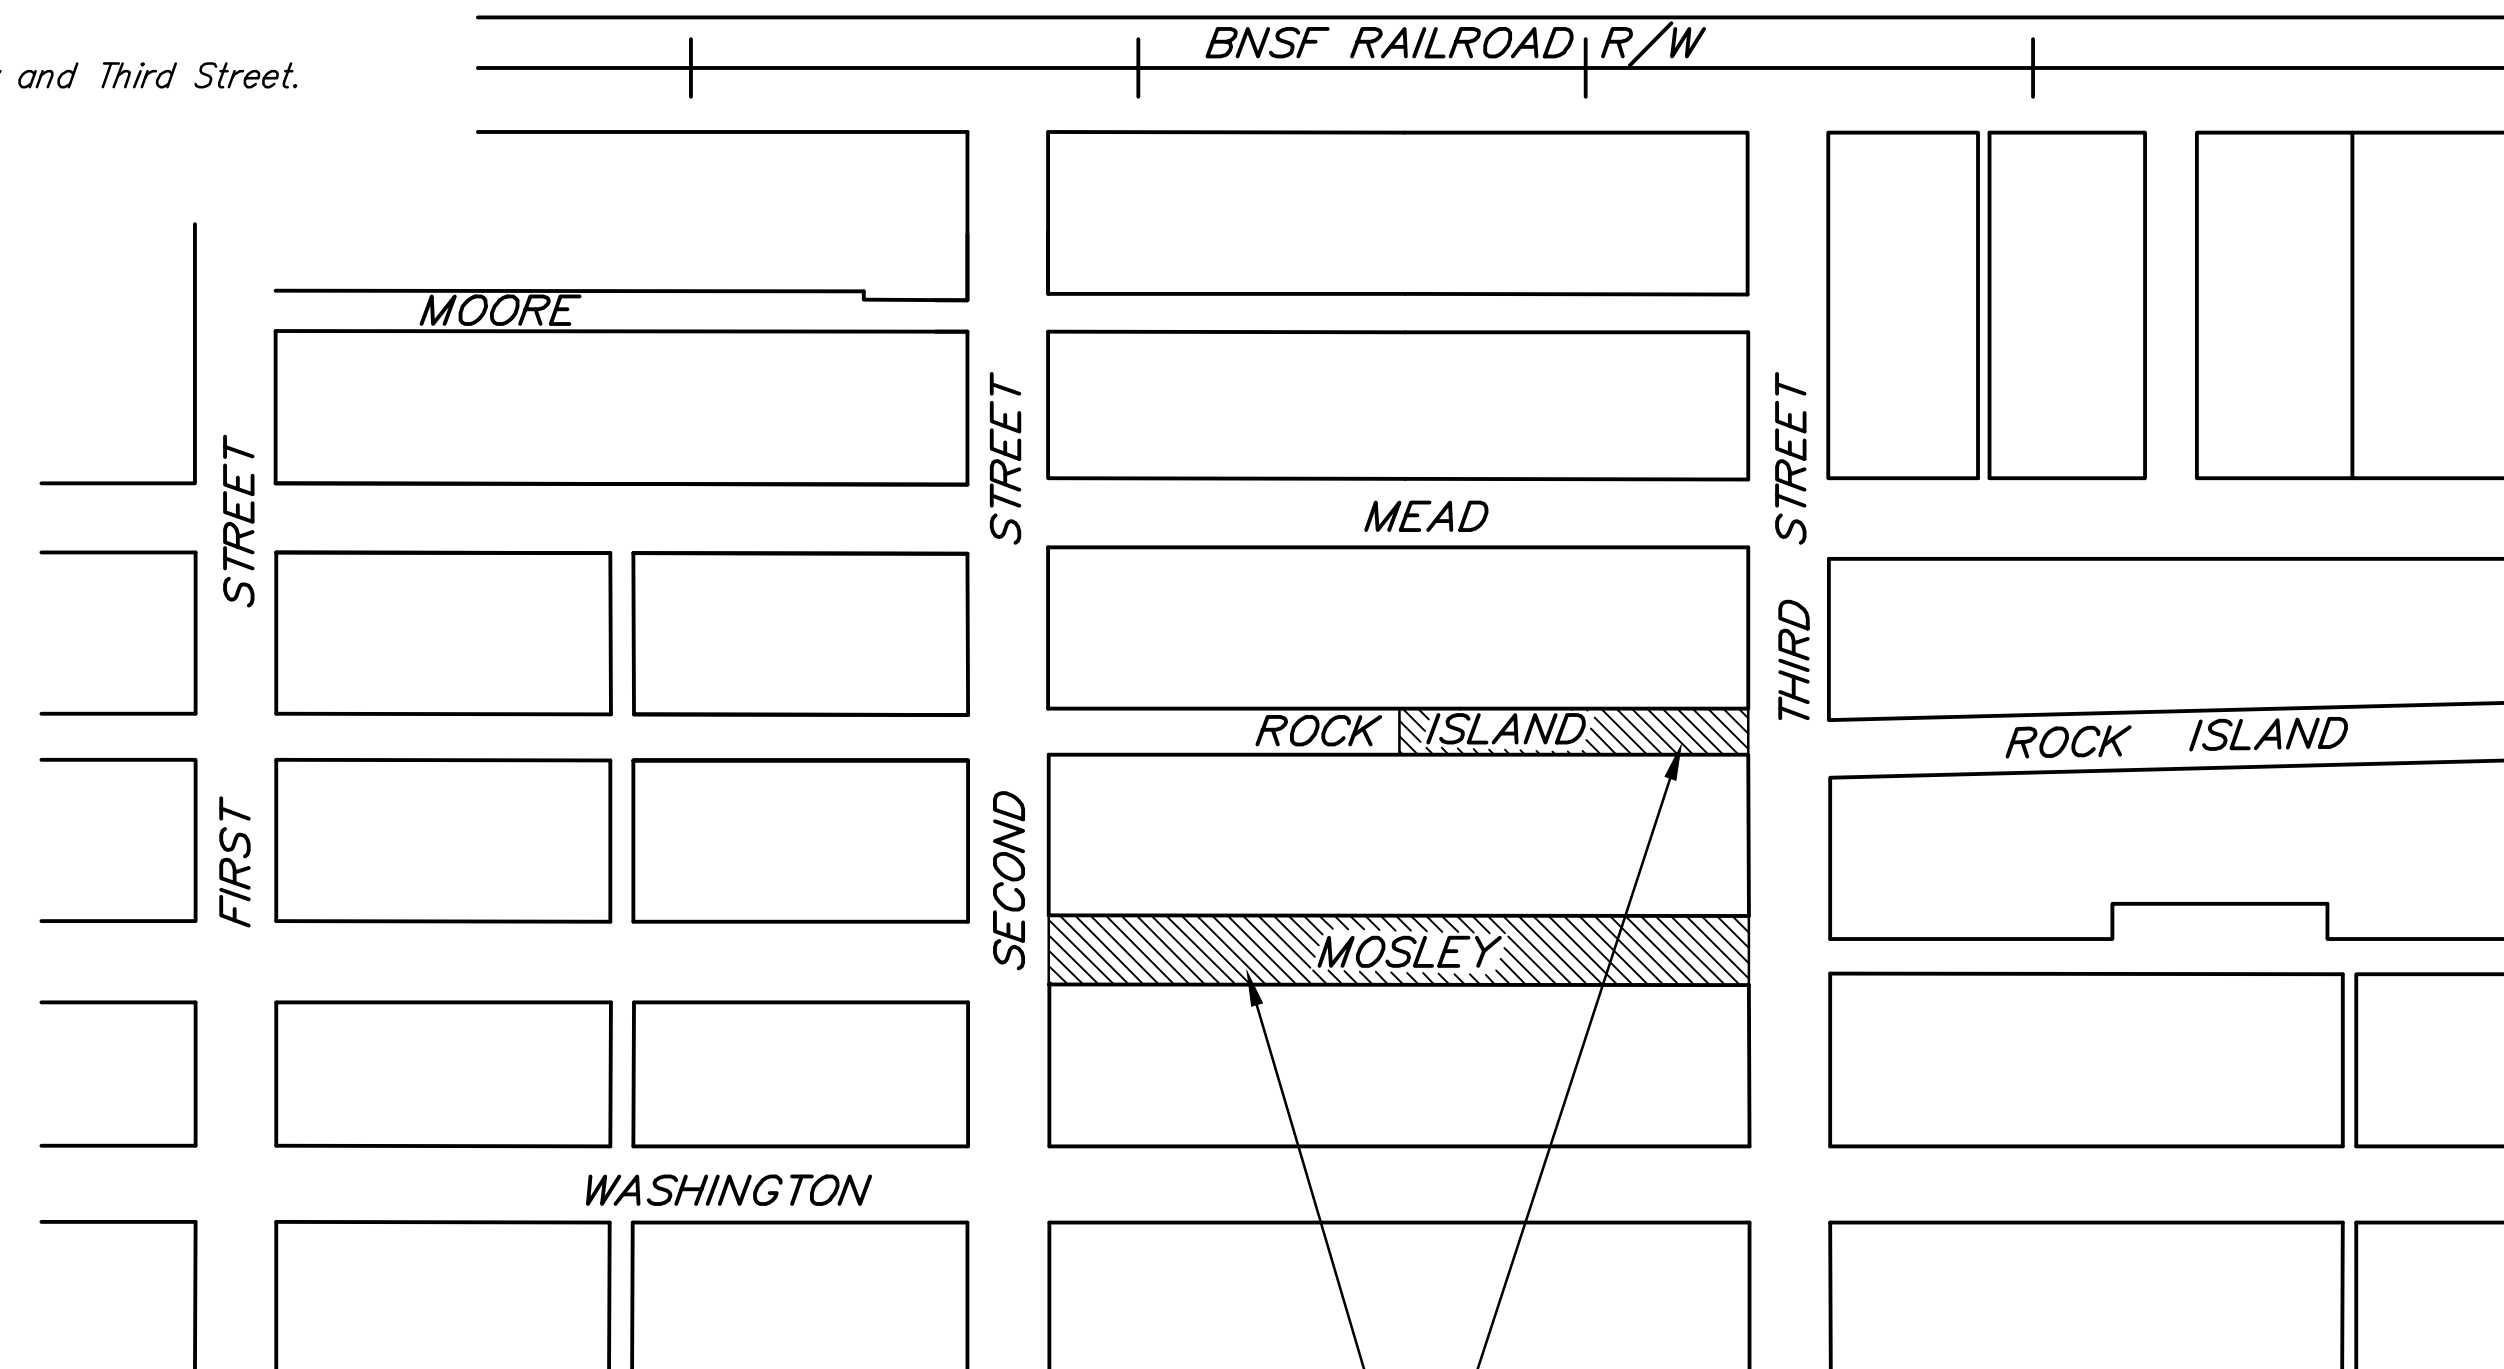 BNSF RAILROAD R/W
and Third Street.
MOORE
STREET
STREET
STREET
MEAD
THIRD
ROCK ISLAND
ROCK ISLAND
FIRST
SECOND
MOSLEY
WASHINGTON